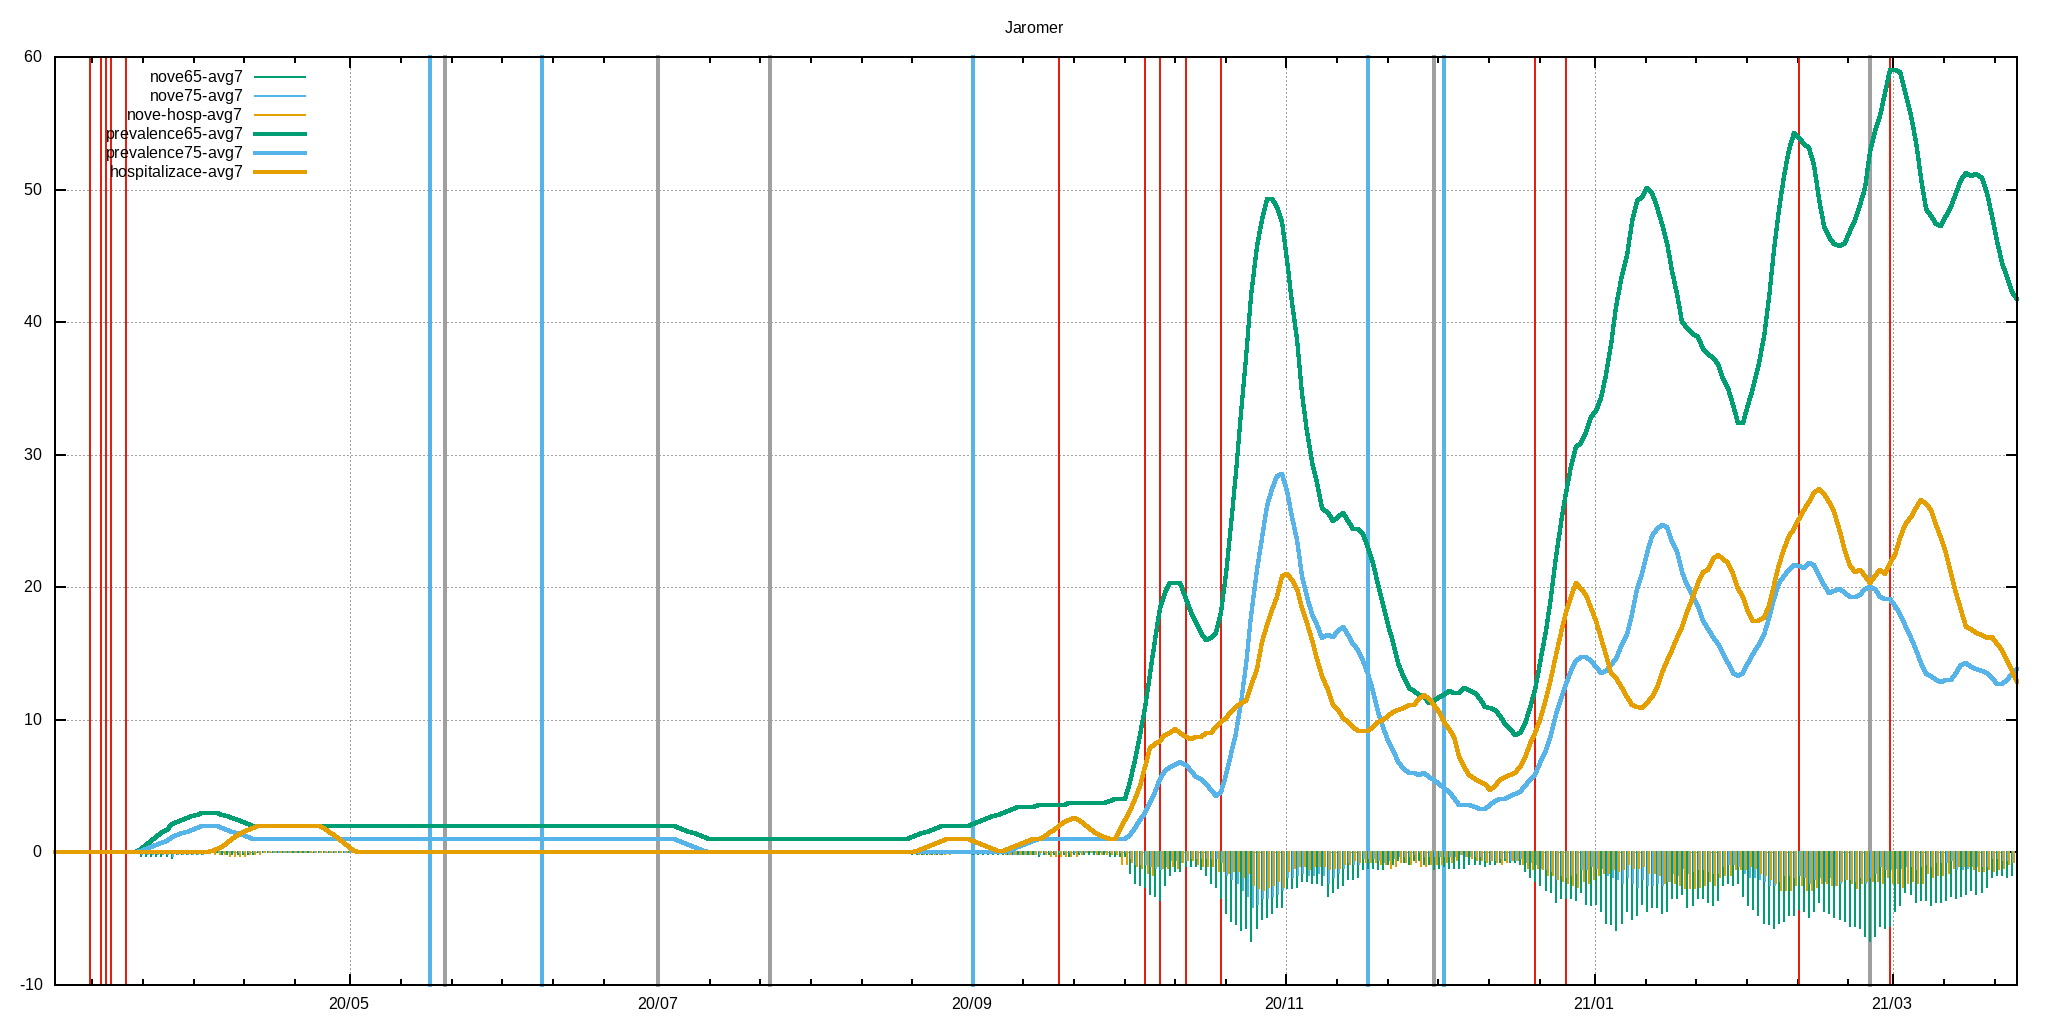 Jaromer
60
nove65-avg7
nove75-avg7
nove-hosp-avg7
prevalence65-avg7
prevalence75-avg7
hospitalizace-avg7
50
40
30
20
10
0
-10
20/05 20/07 20/09 20/11 21/01 21/03